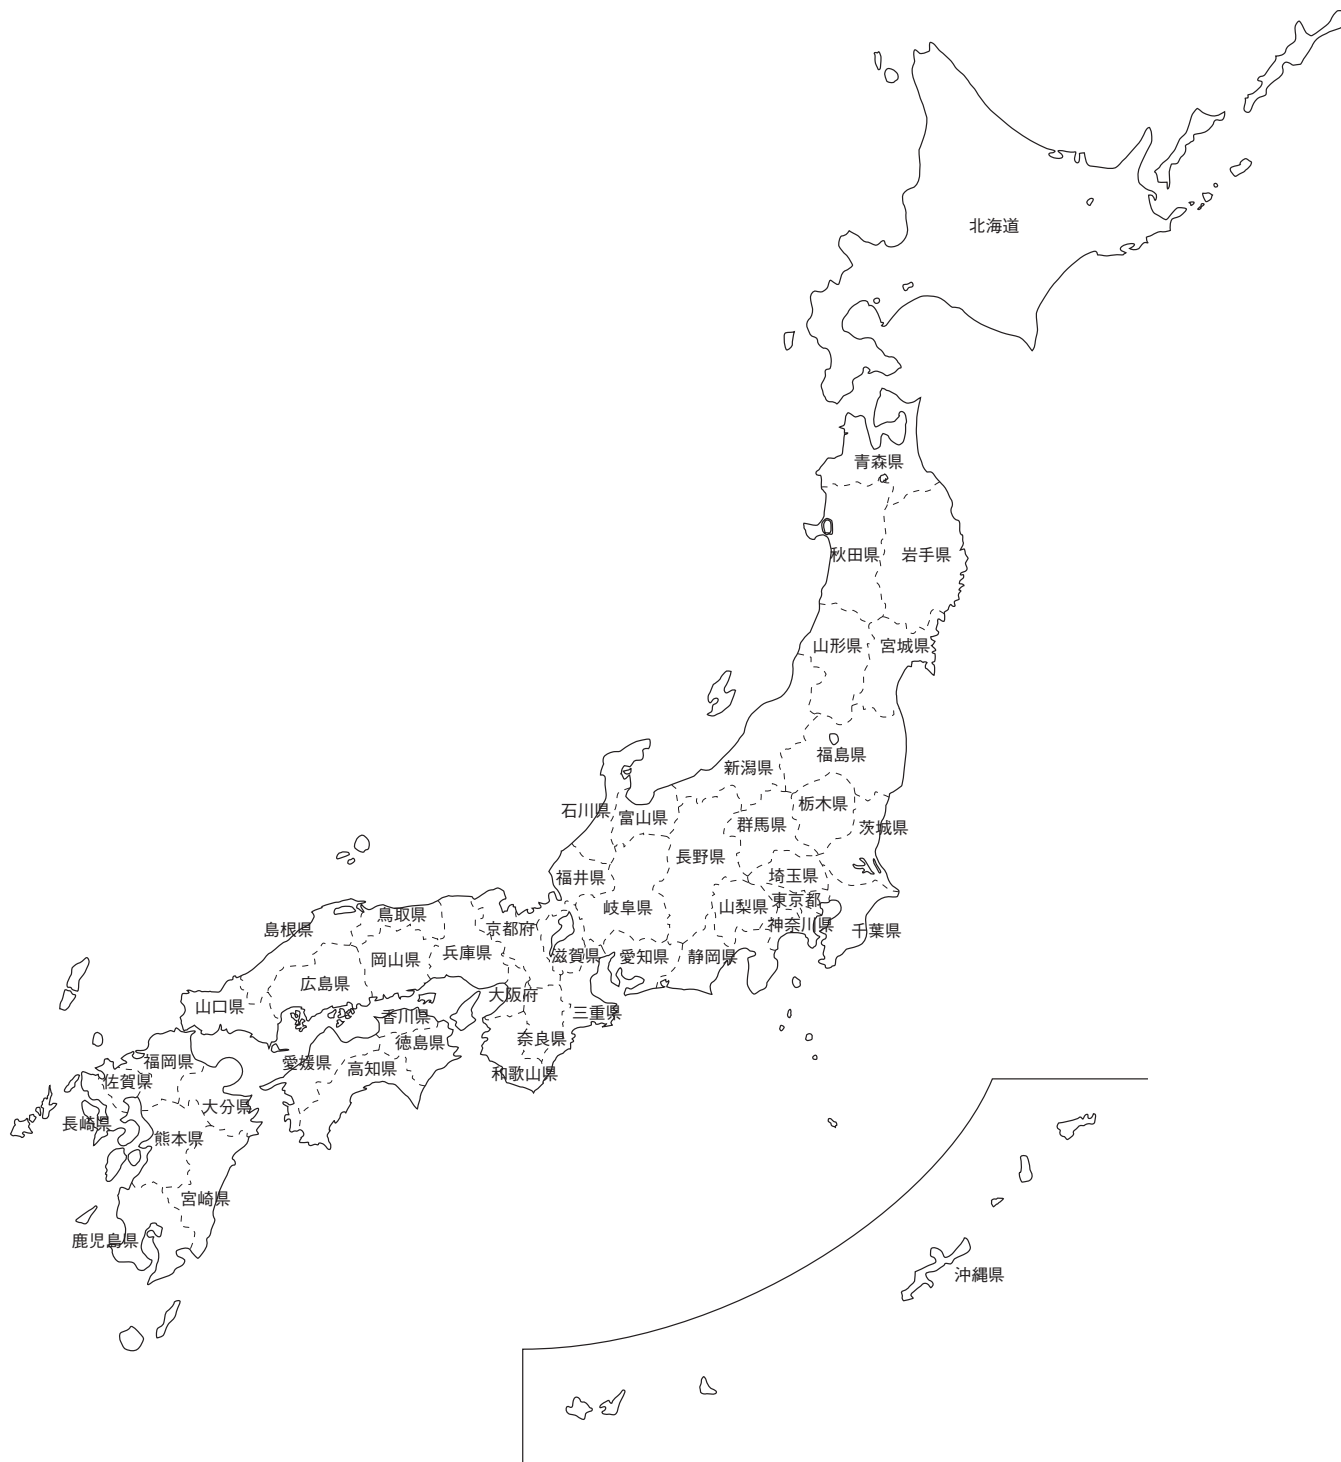 北海道
青森県
秋田県
岩手県
山形県
宮城県
福島県
新潟県
栃木県
石川県
富山県
群馬県
茨城県
長野県
福井県
埼玉県
東京都
岐阜県
山梨県
神奈川県
千葉県
鳥取県
島根県
京都府
兵庫県
滋賀県
愛知県
静岡県
岡山県
広島県
大阪府
山口県
香川県
三重県
徳島県
奈良県
愛媛県
高知県
和歌山県
福岡県
佐賀県
大分県
長崎県
熊本県
宮崎県
鹿児島県
沖縄県